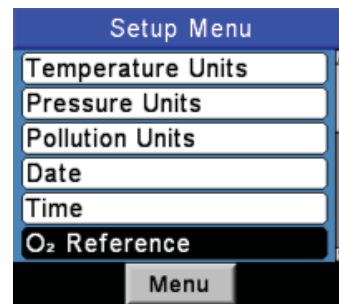 Setup Menu
Temperature Units
Pressure Units
Pollution Units
Date
Time
O₂ Reference
Menu